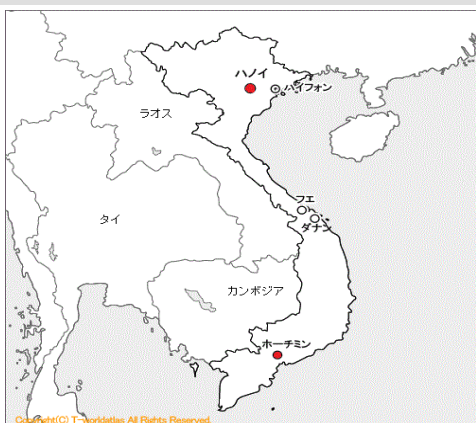 ハノイ
ハイフォン
ラオス
フエ
タイ
ダナン
カンボジア
ホーチミン
Copyright(C) T-worldatlas All Rights Reserved.